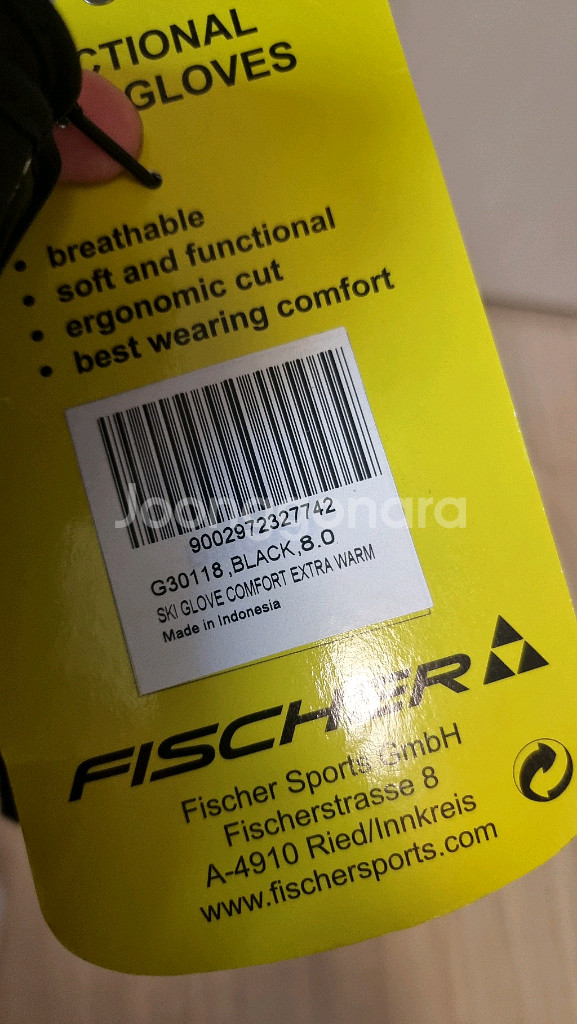 CTIONAL
GLOVES
• breathable
• soft and functional
• ergonomic cut
• best wearing comfort
Joonggonara
9002972327742
G30118,BLACK,8.0
SKI GLOVE COMFORT EXTRA WARM
Made in Indonesia
FISCHER
Fischer Sports GmbH
Fischerstrasse 8
A-4910 Ried/Innkreis
www.fischersports.com